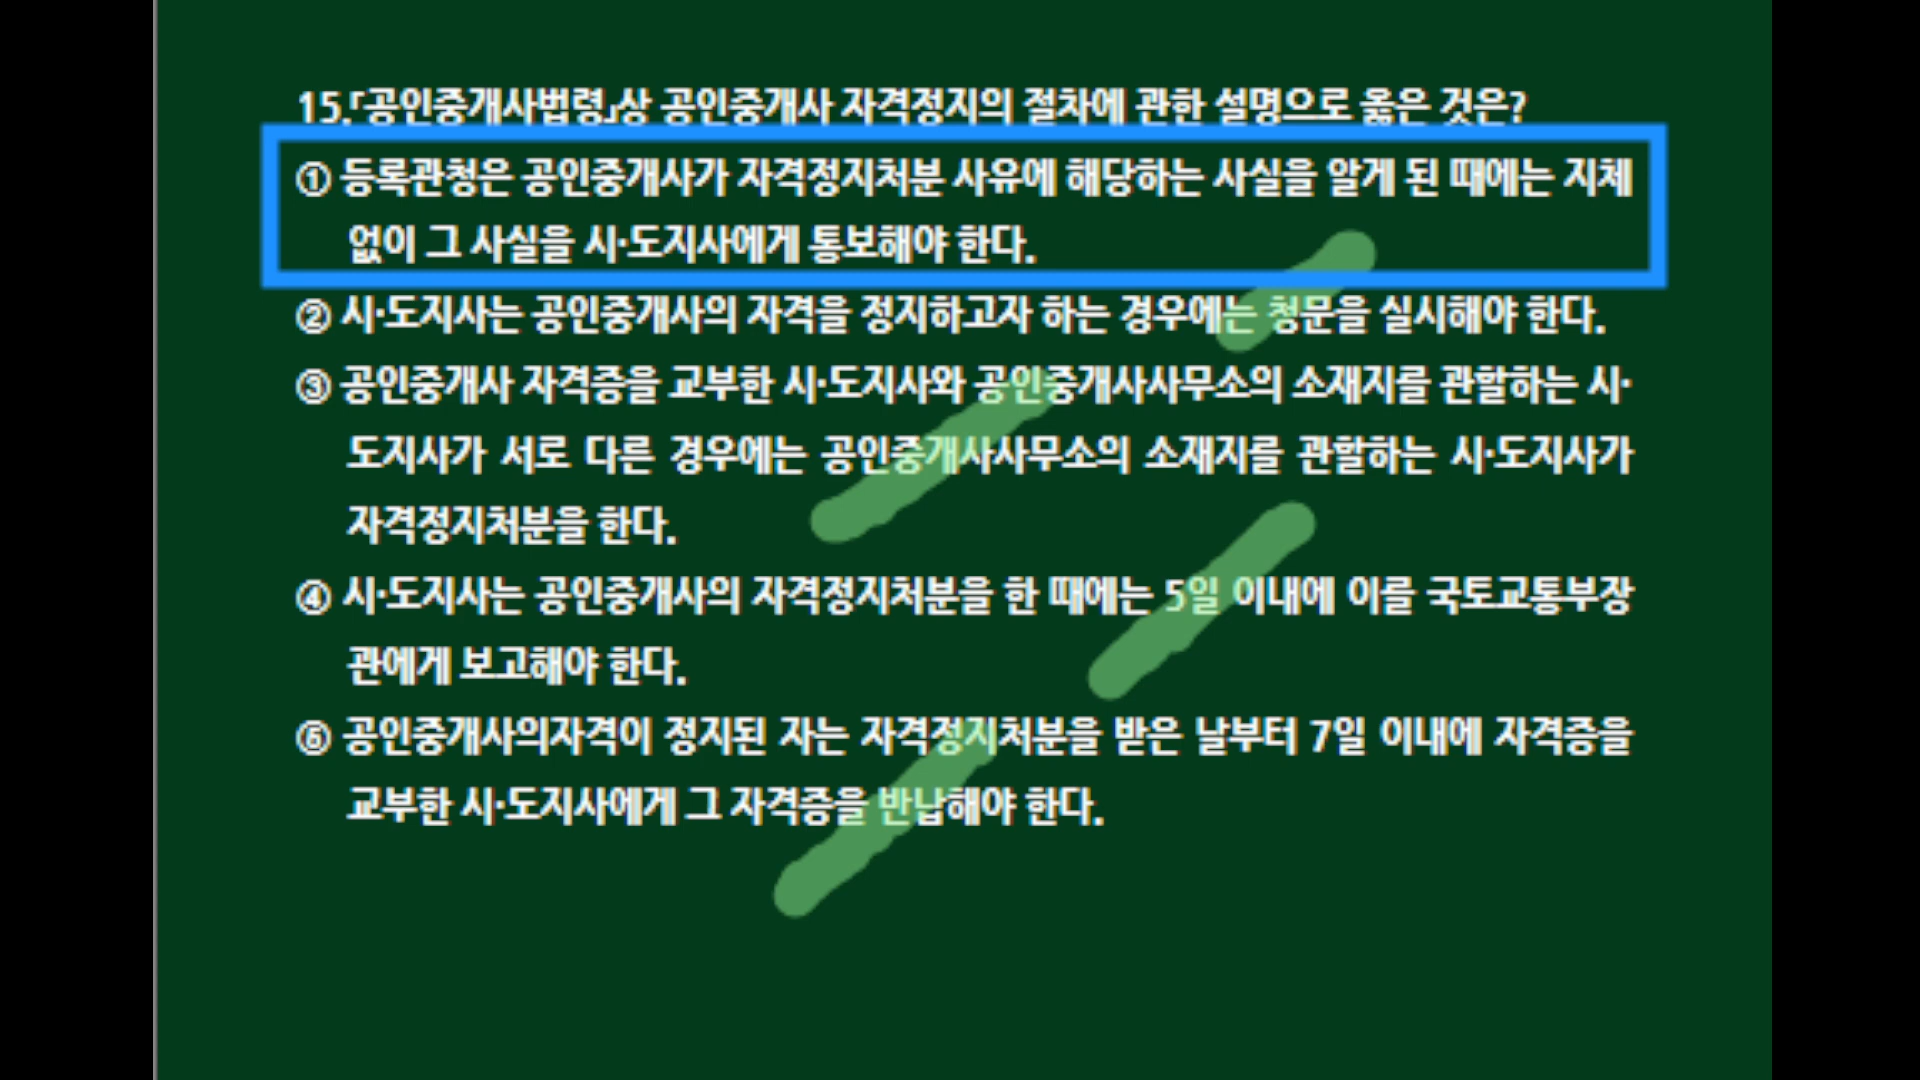 15.「공인중개사법령」상 공인중개사 자격정지의 절차에 관한 설명으로 옳은 것은?
① 등록관청은 공인중개사가 자격정지처분 사유에 해당하는 사실을 알게 된 때에는 지체
없이 그 사실을 시·도지사에게 통보해야 한다.
② 시·도지사는 공인중개사의 자격을 정지하고자 하는 경우에는 청문을 실시해야 한다.
③ 공인중개사 자격증을 교부한 시·도지사와 공인중개사사무소의 소재지를 관할하는 시·
도지사가 서로 다른 경우에는 공인중개사사무소의 소재지를 관할하는 시·도지사가
자격정지처분을 한다.
④ 시·도지사는 공인중개사의 자격정지처분을 한 때에는 5일 이내에 이를 국토교통부장
관에게 보고해야 한다.
⑤ 공인중개사의자격이 정지된 자는 자격정지처분을 받은 날부터 7일 이내에 자격증을
교부한 시·도지사에게 그 자격증을 반납해야 한다.